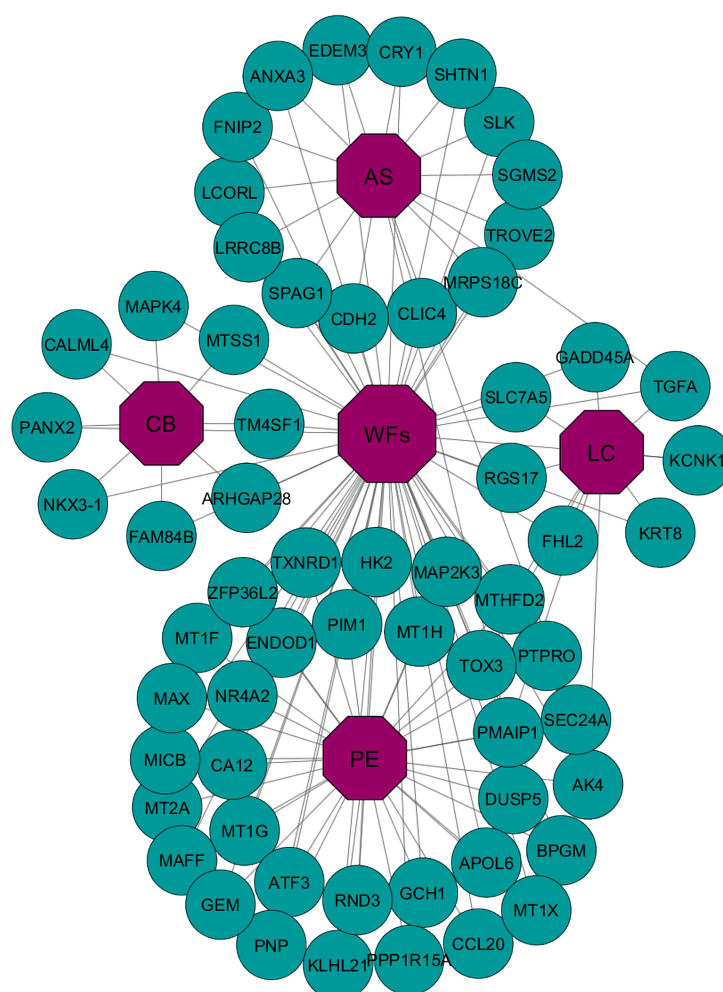 EDEM3
CRY1
ANXA3
SHTN1
FNIP2
SLK
AS
SGMS2
LCORL
TROVE2
LRRC8B
MRPS18C
SPAG1
CDH2
CLIC4
MAPK4
MTSS1
CALML4
GADD45A
TGFA
SLC7A5
PANX2
CB
TM4SF1
WFs
LC
KCNK1
RGS17
NKX3-1
ARHGAP28
FAM84B
FHL2
KRT8
TXNRD1
HK2
MAP2K3
ZFP36L2
MTHFD2
PIM1
MT1H
MT1F
ENDOD1
TOX3
PTPRO
MAX
NR4A2
SEC24A
PMAIP1
MICB
CA12
PE
AK4
MT2A
DUSP5
MT1G
BPGM
MAFF
APOL6
ATF3
GCH1
GEM
RND3
MT1X
PNP
CCL20
KLHL21
PPP1R15A